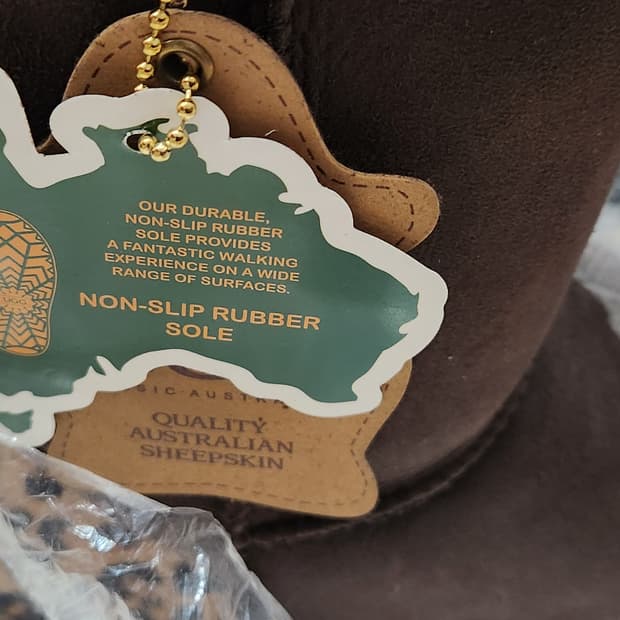 OUR DURABLE,
NON-SLIP RUBBER
SOLE PROVIDES
A FANTASTIC WALKING
EXPERIENCE ON A WIDE
RANGE OF SURFACES.
NON-SLIP RUBBER
SOLE
QUALITY
AUSTRALIAN
SHEEPSKIN